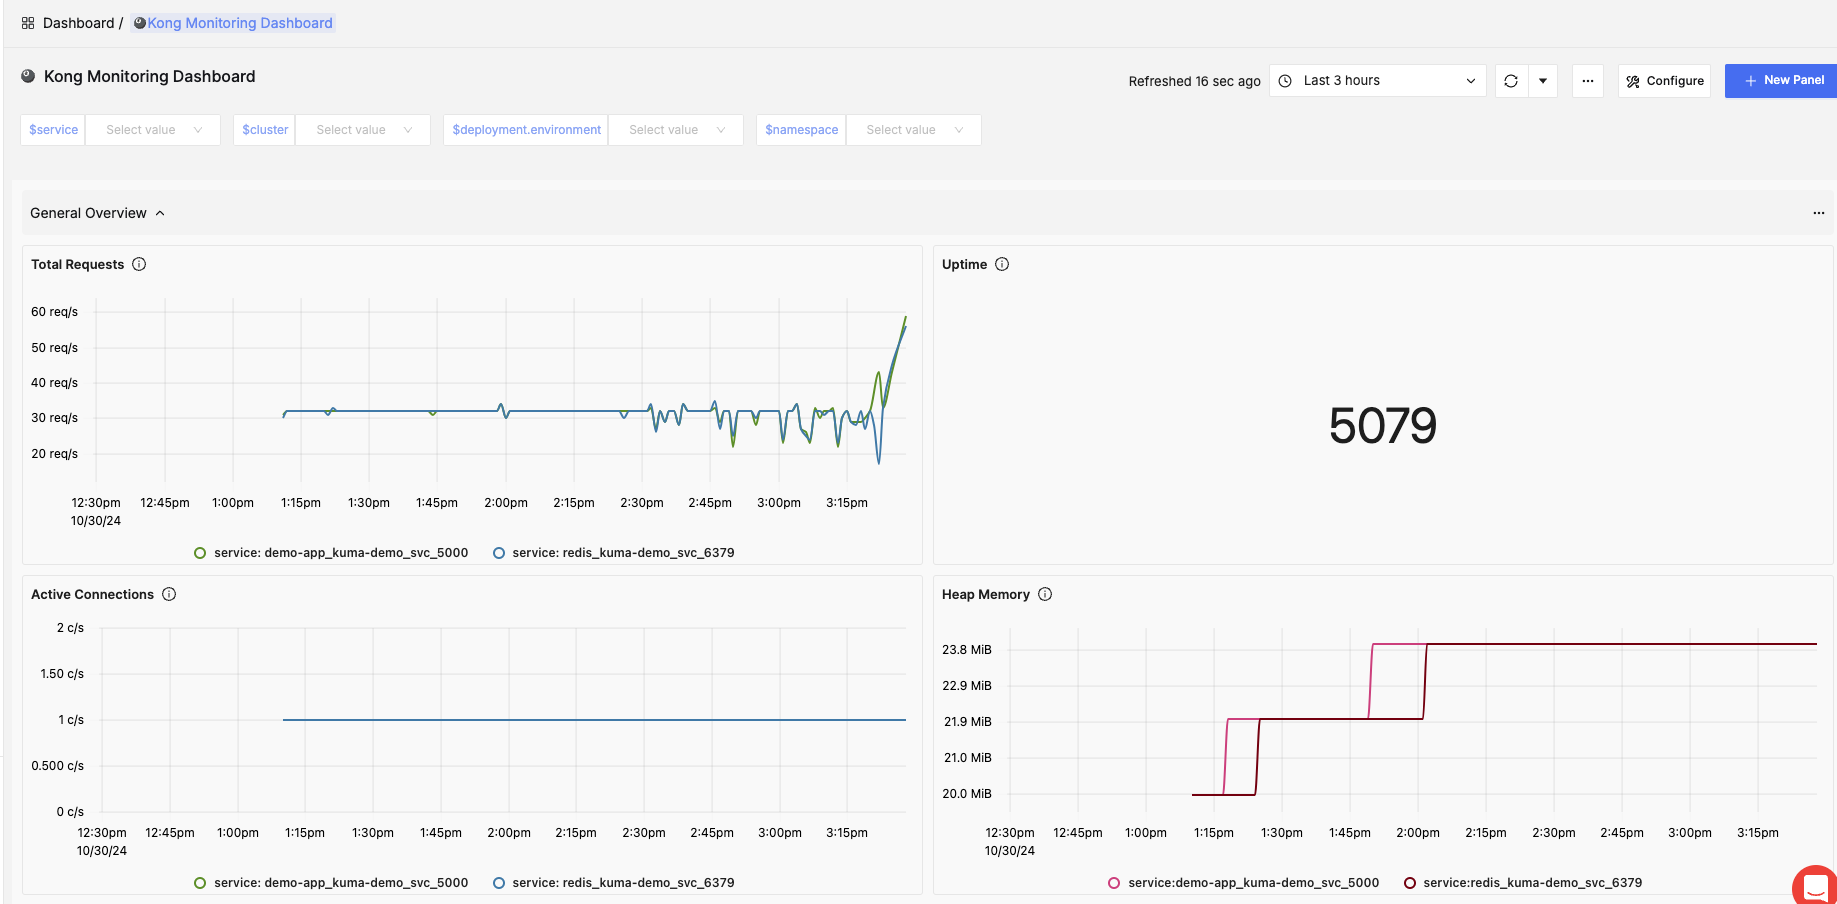 Dashboard / Kong Monitoring Dashboard
Kong Monitoring Dashboard
Refreshed 16 sec ago Last 3 hours Configure New Panel
$service Select value $cluster Select value $deployment.environment Select value $namespace Select value
General Overview
Total Requests
60 req/s
50 req/s
40 req/s
30 req/s
20 req/s
12:30pm 12:45pm 1:00pm 1:15pm 1:30pm 1:45pm 2:00pm 2:15pm 2:30pm 2:45pm 3:00pm 3:15pm
10/30/24
service: demo-app_kuma-demo_svc_5000 service: redis_kuma-demo_svc_6379
Uptime
5079
Active Connections
2 c/s
1.50 c/s
1 c/s
0.500 c/s
0 c/s
12:30pm 12:45pm 1:00pm 1:15pm 1:30pm 1:45pm 2:00pm 2:15pm 2:30pm 2:45pm 3:00pm 3:15pm
10/30/24
service: demo-app_kuma-demo_svc_5000 service: redis_kuma-demo_svc_6379
Heap Memory
23.8 MiB
22.9 MiB
21.9 MiB
21.0 MiB
20.0 MiB
12:30pm 12:45pm 1:00pm 1:15pm 1:30pm 1:45pm 2:00pm 2:15pm 2:30pm 2:45pm 3:00pm 3:15pm
10/30/24
service:demo-app_kuma-demo_svc_5000 service:redis_kuma-demo_svc_6379